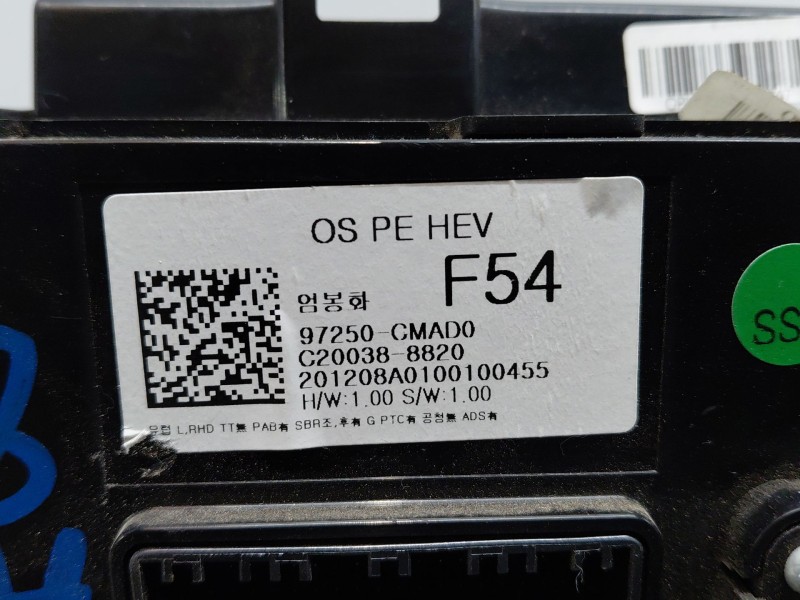 OS PE HEV
F54
엄봉화
97250-CMAD0
C20038-8820
201208A0100100455
H/W:1.00 S/W:1.00
유럽 L,RHD TT無 PAB有 SBR조,후有 G PTC有 공청無 ADS有
SS